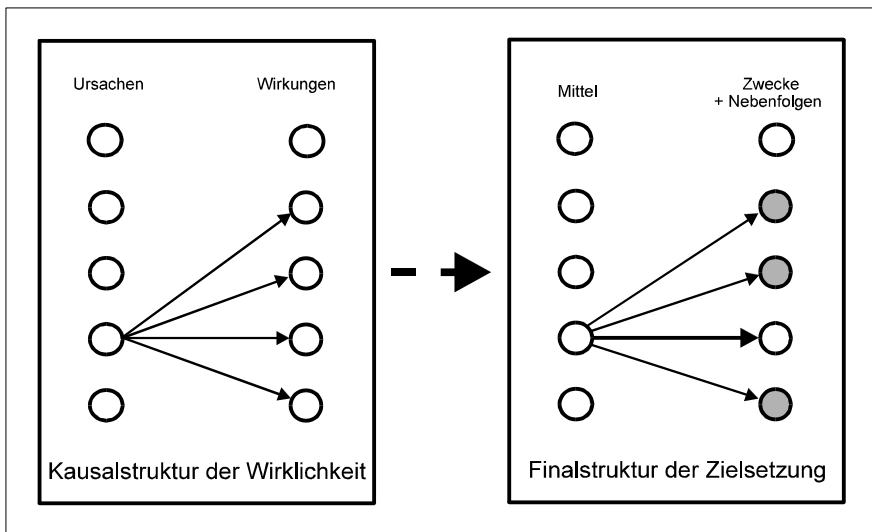 Ursachen
Wirkungen
Kausalstruktur der Wirklichkeit
Mittel
Zwecke
+ Nebenfolgen
Finalstruktur der Zielsetzung